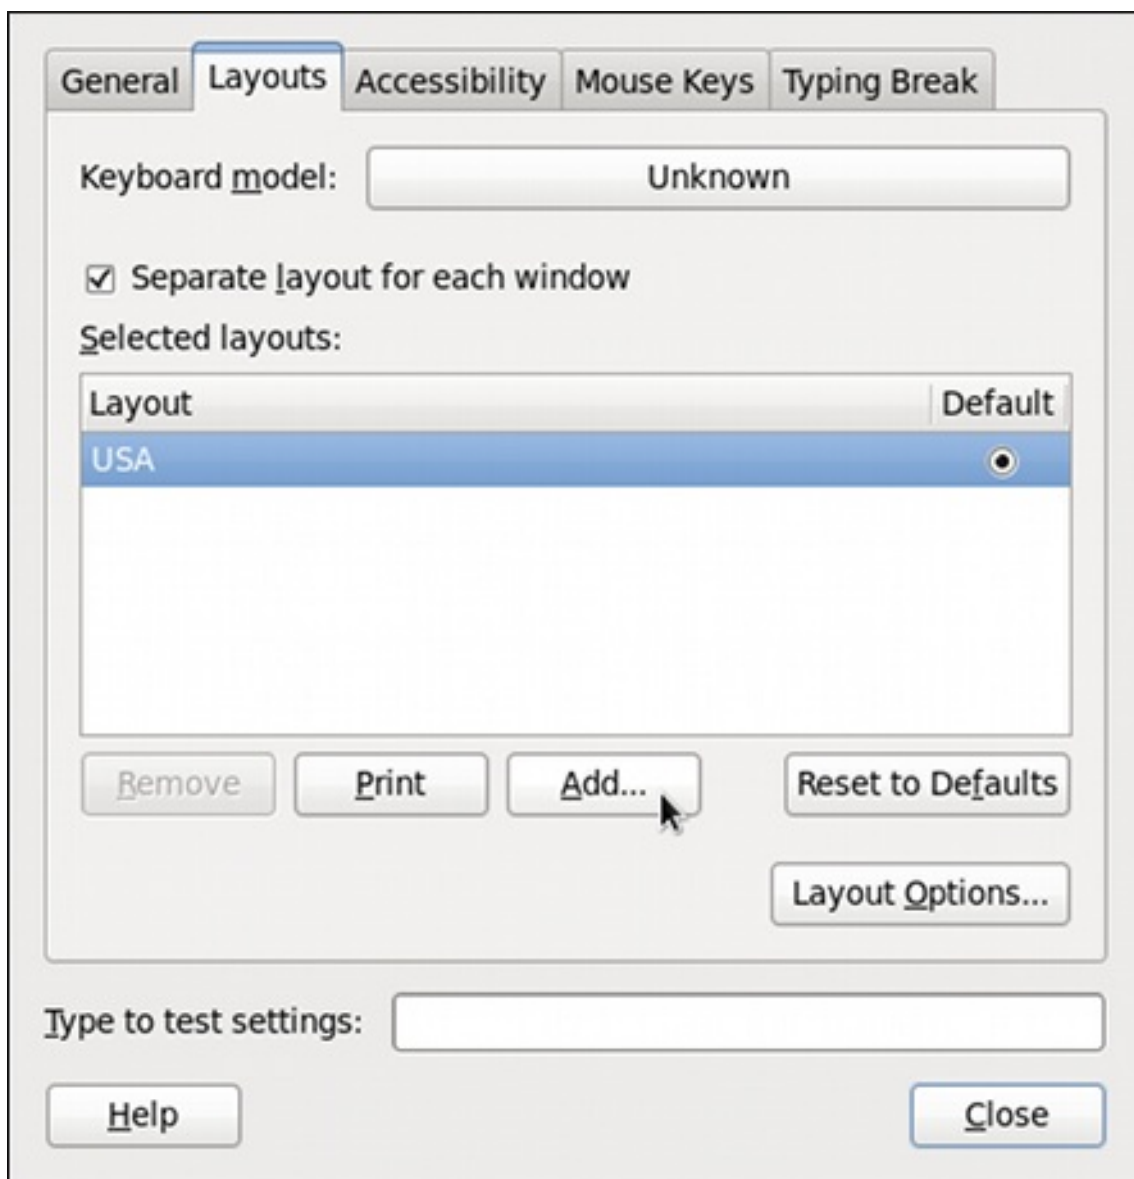 General Layouts Accessibility Mouse Keys Typing Break
Keyboard model: Unknown
Separate layout for each window
Selected layouts:
Layout Default
USA
Remove Print Add... Reset to Defaults
Layout Options...
Type to test settings:
Help Close